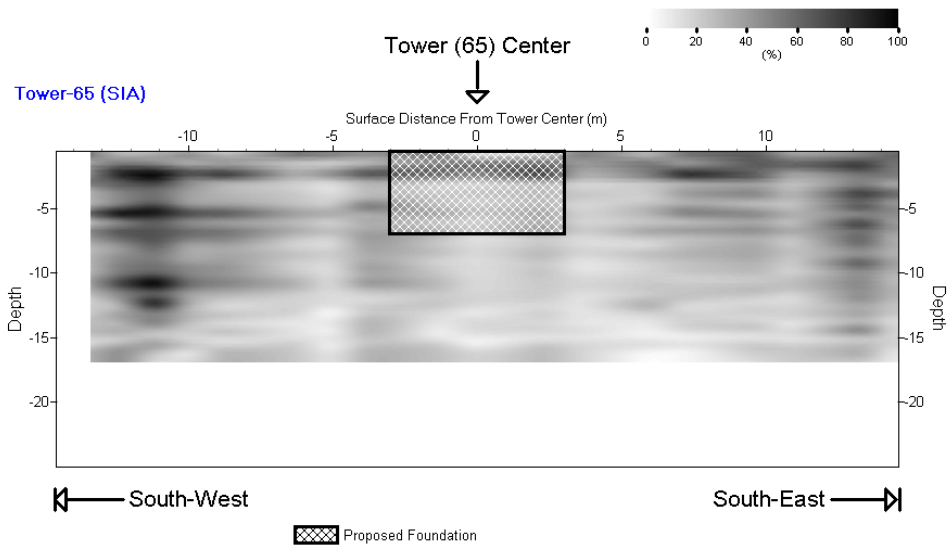 0 20 40 60 80 100
(%)
Tower (65) Center
Tower-65 (SIA)
Surface Distance From Tower Center (m)
-10 -5 0 5 10
-5 -5
-10 -10
Depth Depth
-15 -15
-20 -20
South-West South-East
Proposed Foundation